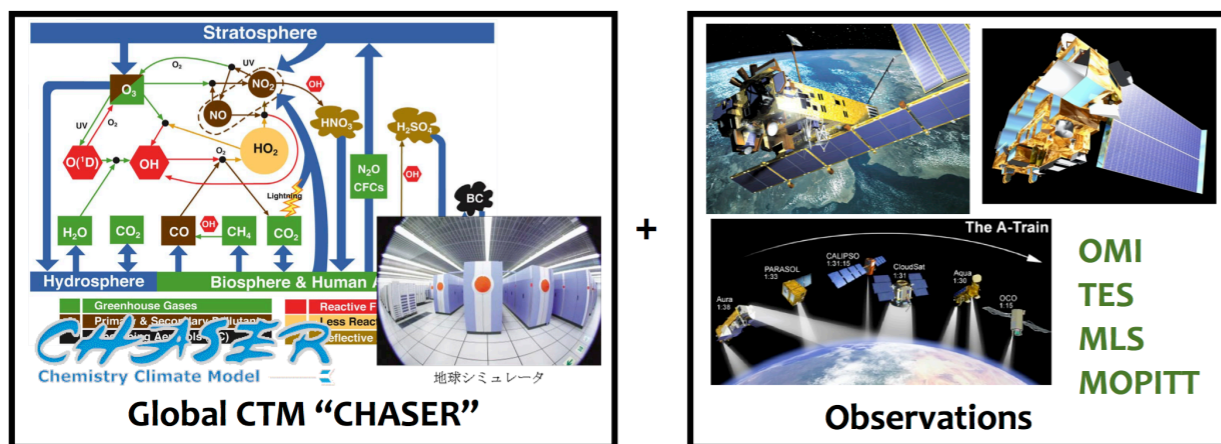 Stratosphere
O₂
UV
NO₂
O₃
OH
NO
HNO₃
H₂SO₄
UV
O₂
HO₂
O(¹D)
OH
O₂
N₂O
CFCs
OH
Lightning
BC
H₂O
CO₂
CO
OH
CH₄
CO₂
Hydrosphere
Biosphere & Human A
Greenhouse Gases
Reactive F
Primary & Secondary Pollutants
Less Reac
CHASER
Chemistry Climate Model
地球シミュレータ
Global CTM “CHASER”
+
The A-Train
PARASOL
1:33
CALIPSO
1:31:15
CloudSat
1:31
Aqua
1:30
OCO
1:15
Aura
1:38
OMI
TES
MLS
MOPITT
Observations